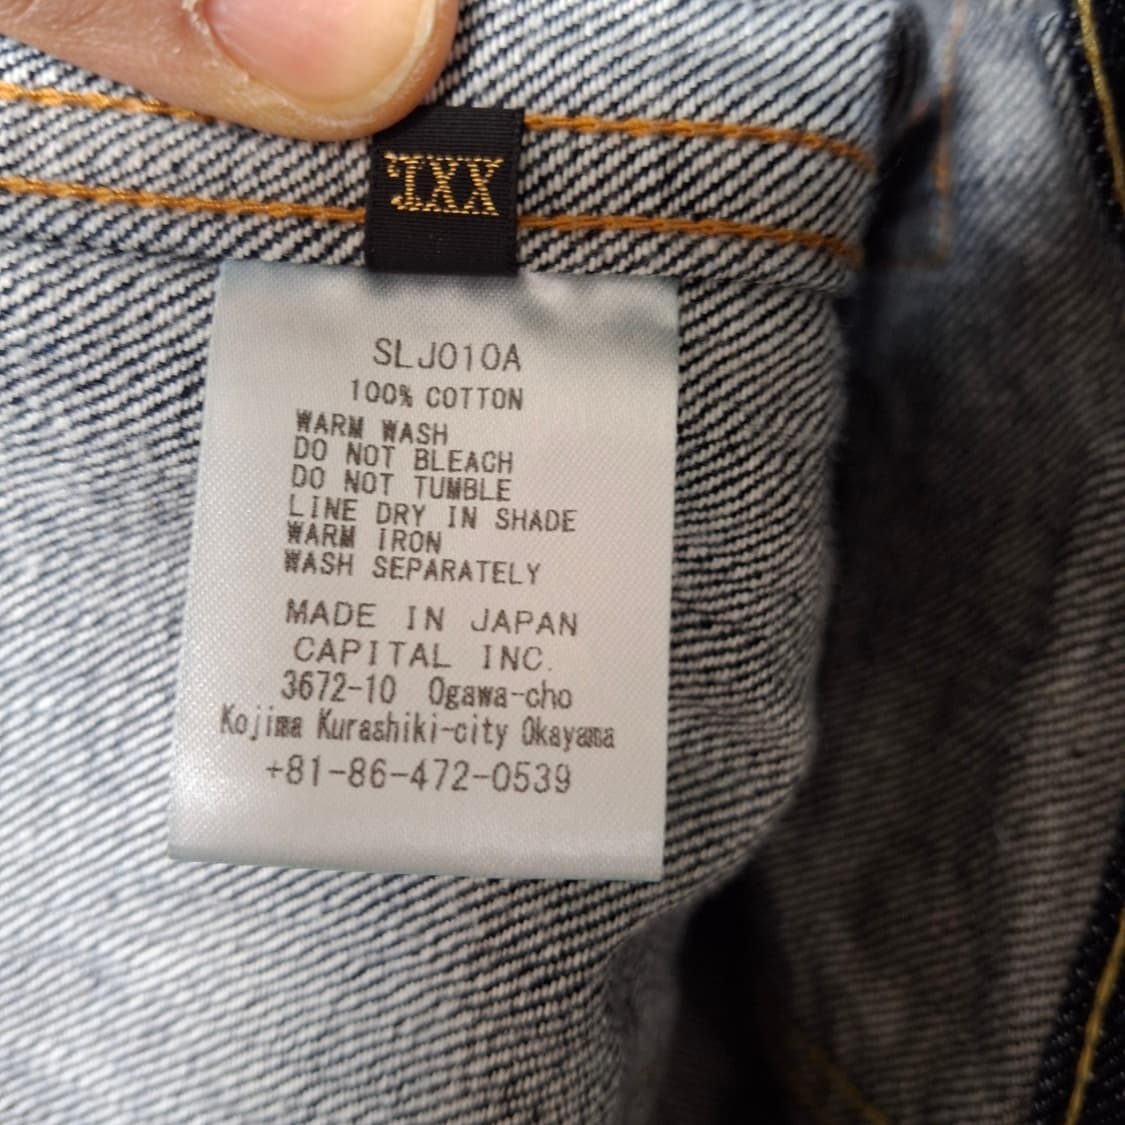 XXL
SLJ010A
100% COTTON
WARM WASH
DO NOT BLEACH
DO NOT TUMBLE
LINE DRY IN SHADE
WARM IRON
WASH SEPARATELY
MADE IN JAPAN
CAPITAL INC.
3672-10 Ogawa-cho
Kojima Kurashiki-city Okayama
+81-86-472-0539